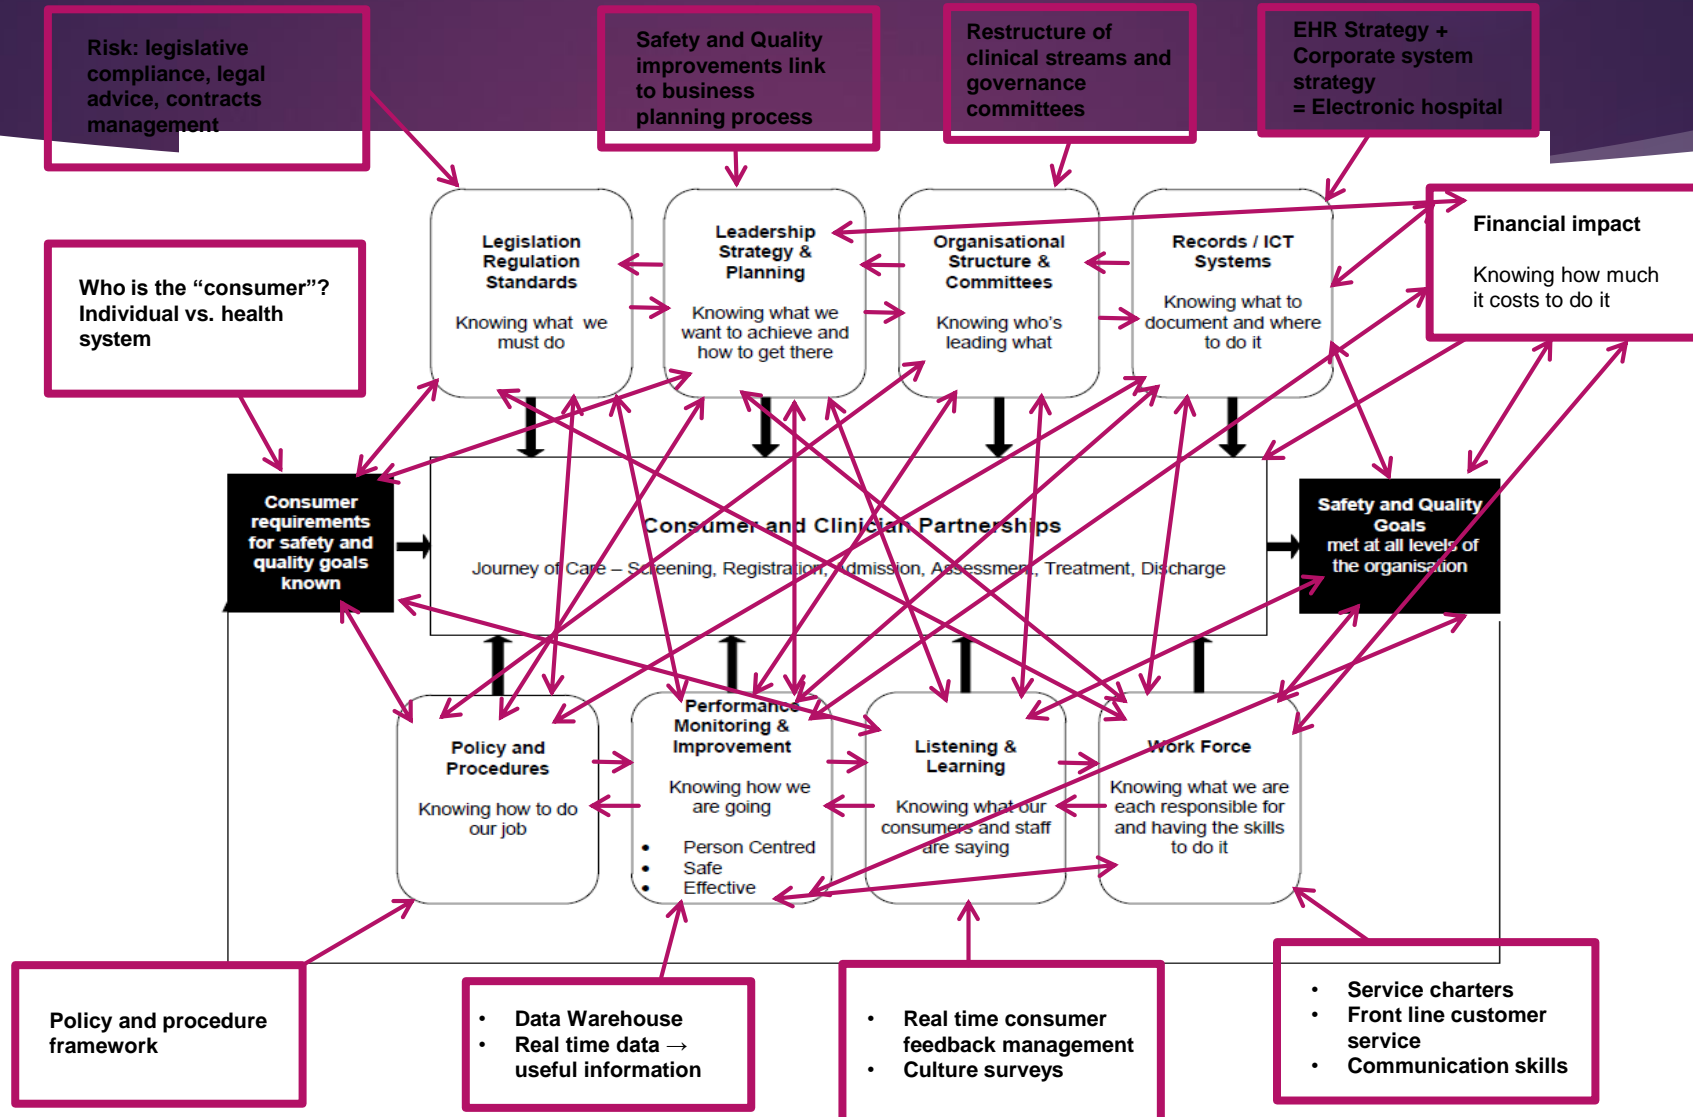 Risk: legislative
compliance, legal
advice, contracts
management
Safety and Quality
improvements link
to business
planning process
Restructure of
clinical streams and
governance
committees
EHR Strategy +
Corporate system
strategy
= Electronic hospital
Who is the “consumer”?
Individual vs. health
system
Legislation
Regulation
Standards
Knowing what we
must do
Leadership
Strategy &
Planning
Knowing what we
want to achieve and
how to get there
Organisational
Structure &
Committees
Knowing who's
leading what
Records / ICT
Systems
Knowing what to
document and where
to do it
Financial impact
Knowing how much
it costs to do it
Consumer
requirements
for safety and
quality goals
known
Consumer and Clinician Partnerships
Journey of Care – Screening, Registration, Admission, Assessment, Treatment, Discharge
Safety and Quality
Goals
met at all levels of
the organisation
Policy and
Procedures
Knowing how to do
our job
Performance
Monitoring &
Improvement
Knowing how we
are going
• Person Centred
• Safe
• Effective
Listening &
Learning
Knowing what our
consumers and staff
are saying
Work Force
Knowing what we are
each responsible for
and having the skills
to do it
Policy and procedure
framework
• Data Warehouse
• Real time data →
useful information
• Real time consumer
feedback management
• Culture surveys
• Service charters
• Front line customer
service
• Communication skills